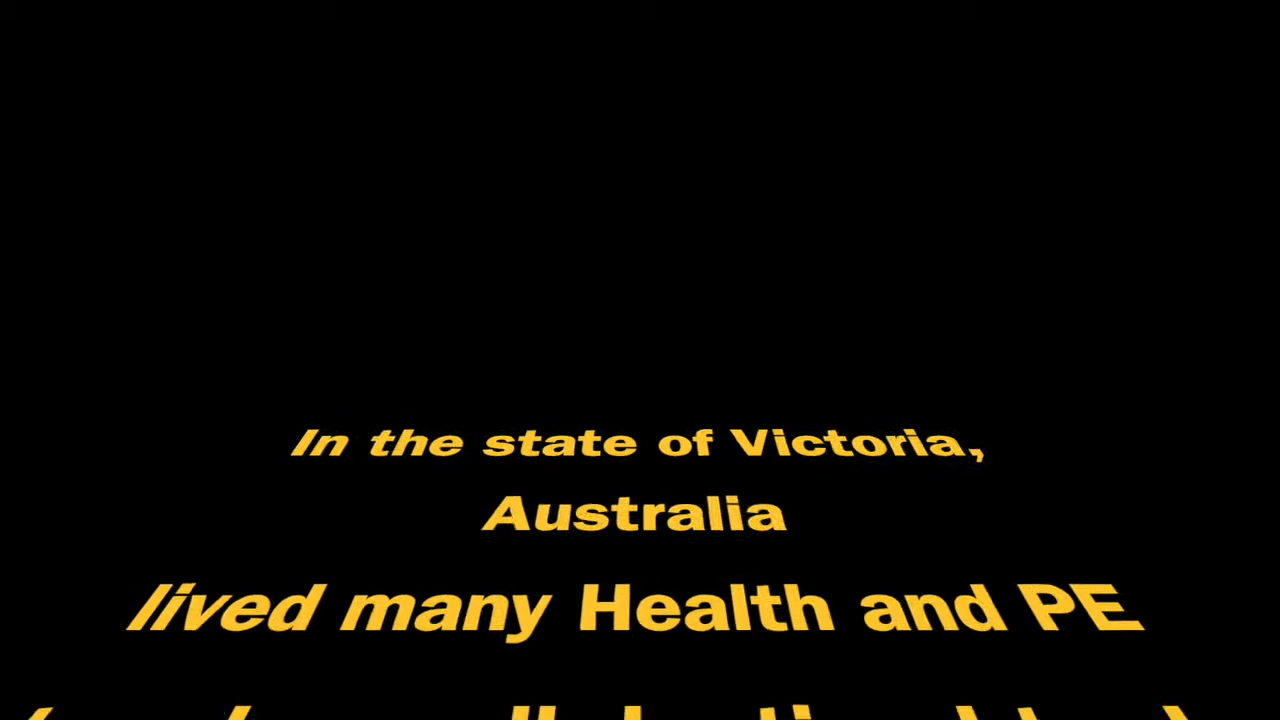 In the state of Victoria,
Australia
lived many Health and PE